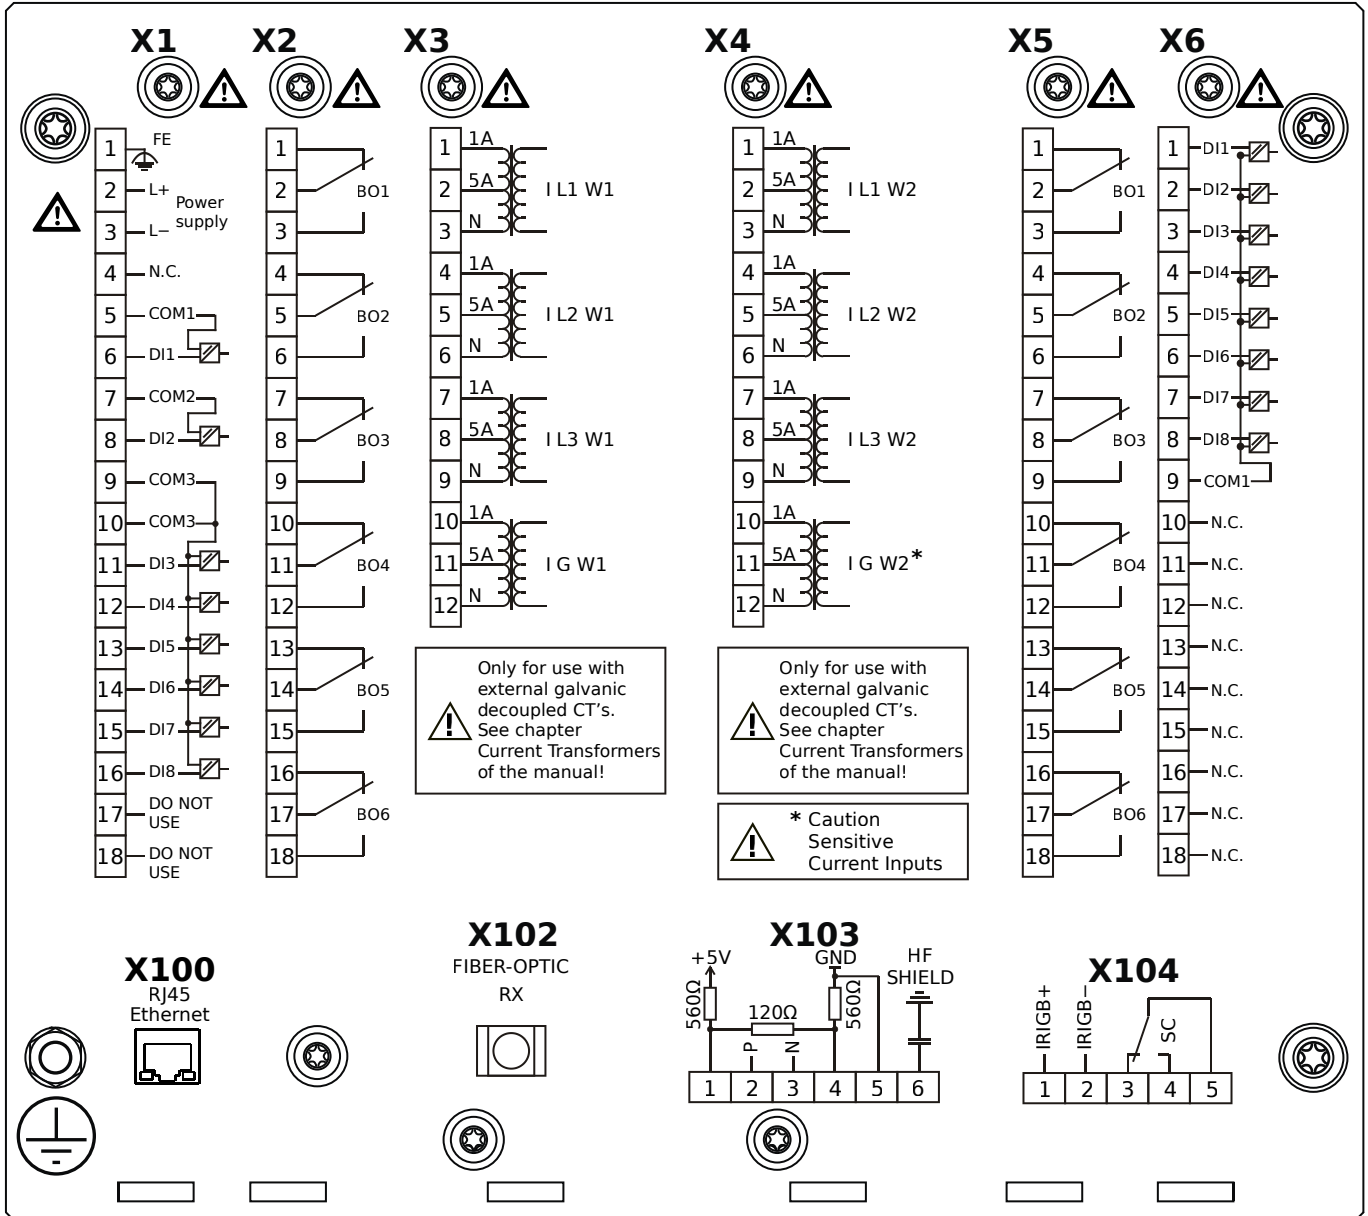 X1
X2
X3
X4
X5
X6
1
FE
2
L+
Power
supply
3
L−
4
N.C.
5
COM1
6
DI1
7
COM2
8
DI2
9
COM3
10
COM3
11
DI3
12
DI4
13
DI5
14
DI6
15
DI7
16
DI8
17
DO NOT
USE
18
DO NOT
USE
1
2
BO1
3
4
5
BO2
6
7
8
BO3
9
10
11
BO4
12
13
14
BO5
15
16
17
BO6
18
1
1A
2
5A
I L1 W1
3
N
4
1A
5
5A
I L2 W1
6
N
7
1A
8
5A
I L3 W1
9
N
10
1A
11
5A
I G W1
12
N
Only for use with
external galvanic
decoupled CT's.
See chapter
Current Transformers
of the manual!
1
1A
2
5A
I L1 W2
3
N
4
1A
5
5A
I L2 W2
6
N
7
1A
8
5A
I L3 W2
9
N
10
1A
11
5A
I G W2*
12
N
Only for use with
external galvanic
decoupled CT's.
See chapter
Current Transformers
of the manual!
* Caution
Sensitive
Current Inputs
1
2
BO1
3
4
5
BO2
6
7
8
BO3
9
10
11
BO4
12
13
14
BO5
15
16
17
BO6
18
1
DI1
2
DI2
3
DI3
4
DI4
5
DI5
6
DI6
7
DI7
8
DI8
9
COM1
10
N.C.
11
N.C.
12
N.C.
13
N.C.
14
N.C.
15
N.C.
16
N.C.
17
N.C.
18
N.C.
X100
RJ45
Ethernet
X102
FIBER-OPTIC
RX
X103
+5V
GND
HF
SHIELD
560Ω
120Ω
560Ω
P
N
1 2 3 4 5 6
X104
IRIGB+
IRIGB−
SC
1 2 3 4 5